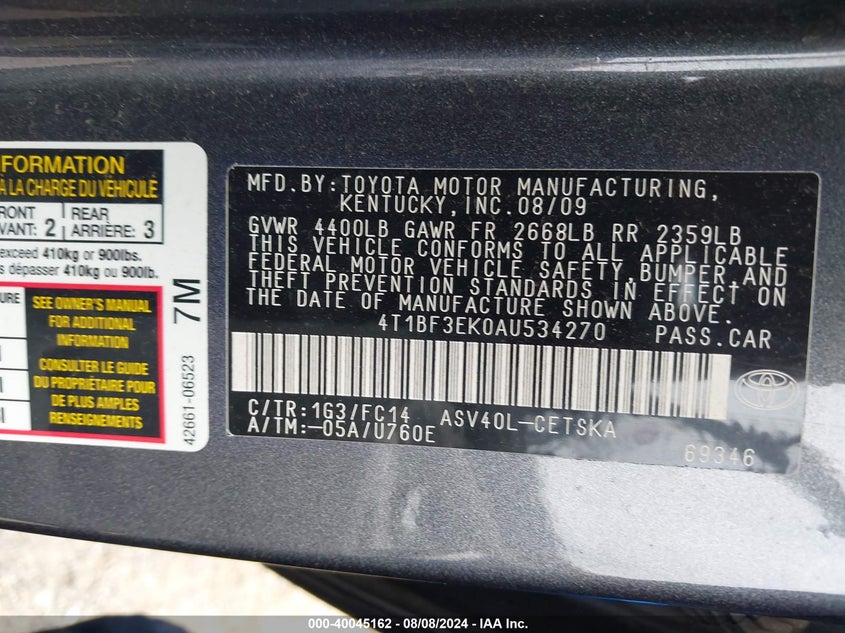 FORMATION
À LA CHARGE DU VÉHICULE
FRONT
VANT: 2
REAR
ARRIÈRE: 3
exceed 410kg or 900lbs.
s dépasser 410kg ou 900lb.
URE
SEE OWNER'S MANUAL
FOR ADDITIONAL
INFORMATION
CONSULTER LE GUIDE
DU PROPRIÉTAIRE POUR
DE PLUS AMPLES
RENSEIGNEMENTS
7M
42661-06523
MFD.BY:TOYOTA MOTOR MANUFACTURING,
KENTUCKY,INC.08/09
GVWR 4400LB GAWR FR 2668LB RR 2359LB
THIS VEHICLE CONFORMS TO ALL APPLICABLE
FEDERAL MOTOR VEHICLE SAFETY,BUMPER,AND
THEFT PREVENTION STANDARDS IN EFFECT ON
THE DATE OF MANUFACTURE SHOWN ABOVE.
4T1BF3EK0AU534270 PASS.CAR
C/TR:1G3/FC14 ASV40L-CETSKA
A/TM:-05A/U760E
69346
000-40045162 - 08/08/2024 - IAA Inc.